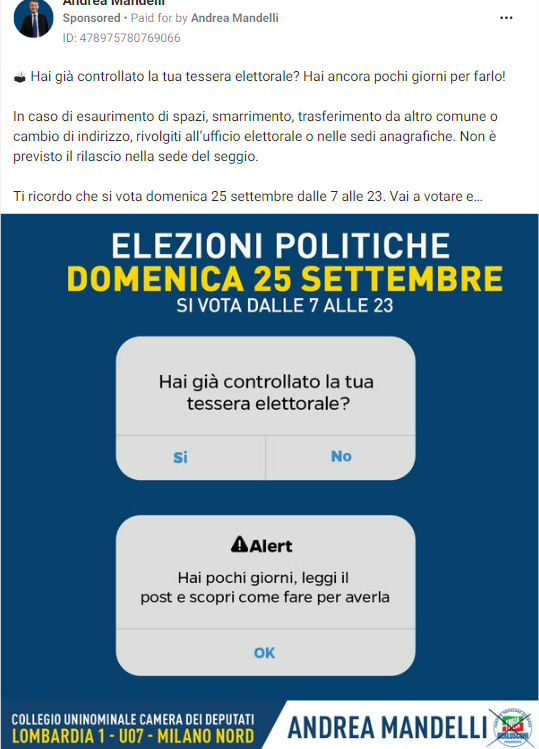 Andrea Mandelli
Sponsored • Paid for by Andrea Mandelli
ID: 478975780769066
🗳 Hai già controllato la tua tessera elettorale? Hai ancora pochi giorni per farlo!
In caso di esaurimento di spazi, smarrimento, trasferimento da altro comune o
cambio di indirizzo, rivolgiti all'ufficio elettorale o nelle sedi anagrafiche. Non è
previsto il rilascio nella sede del seggio.
Ti ricordo che si vota domenica 25 settembre dalle 7 alle 23. Vai a votare e…
ELEZIONI POLITICHE
DOMENICA 25 SETTEMBRE
SI VOTA DALLE 7 ALLE 23
Hai già controllato la tua
tessera elettorale?
Si No
Alert
Hai pochi giorni, leggi il
post e scopri come fare per averla
OK
COLLEGIO UNINOMINALE CAMERA DEI DEPUTATI
LOMBARDIA 1 - U07 - MILANO NORD
ANDREA MANDELLI
BERLUSCONI